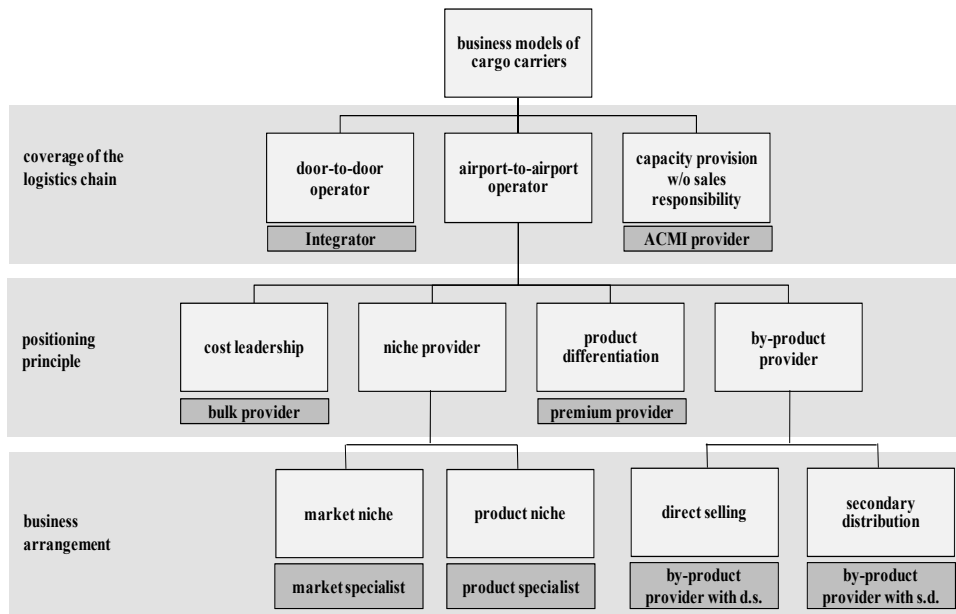 business models of
cargo carriers
coverage of the
logistics chain
door-to-door
operator
Integrator
airport-to-airport
operator
capacity provision
w/o sales
responsibility
ACMI provider
positioning
principle
cost leadership
bulk provider
niche provider
product
differentiation
premium provider
by-product
provider
business
arrangement
market niche
market specialist
product niche
product specialist
direct selling
by-product
provider with d.s.
secondary
distribution
by-product
provider with s.d.